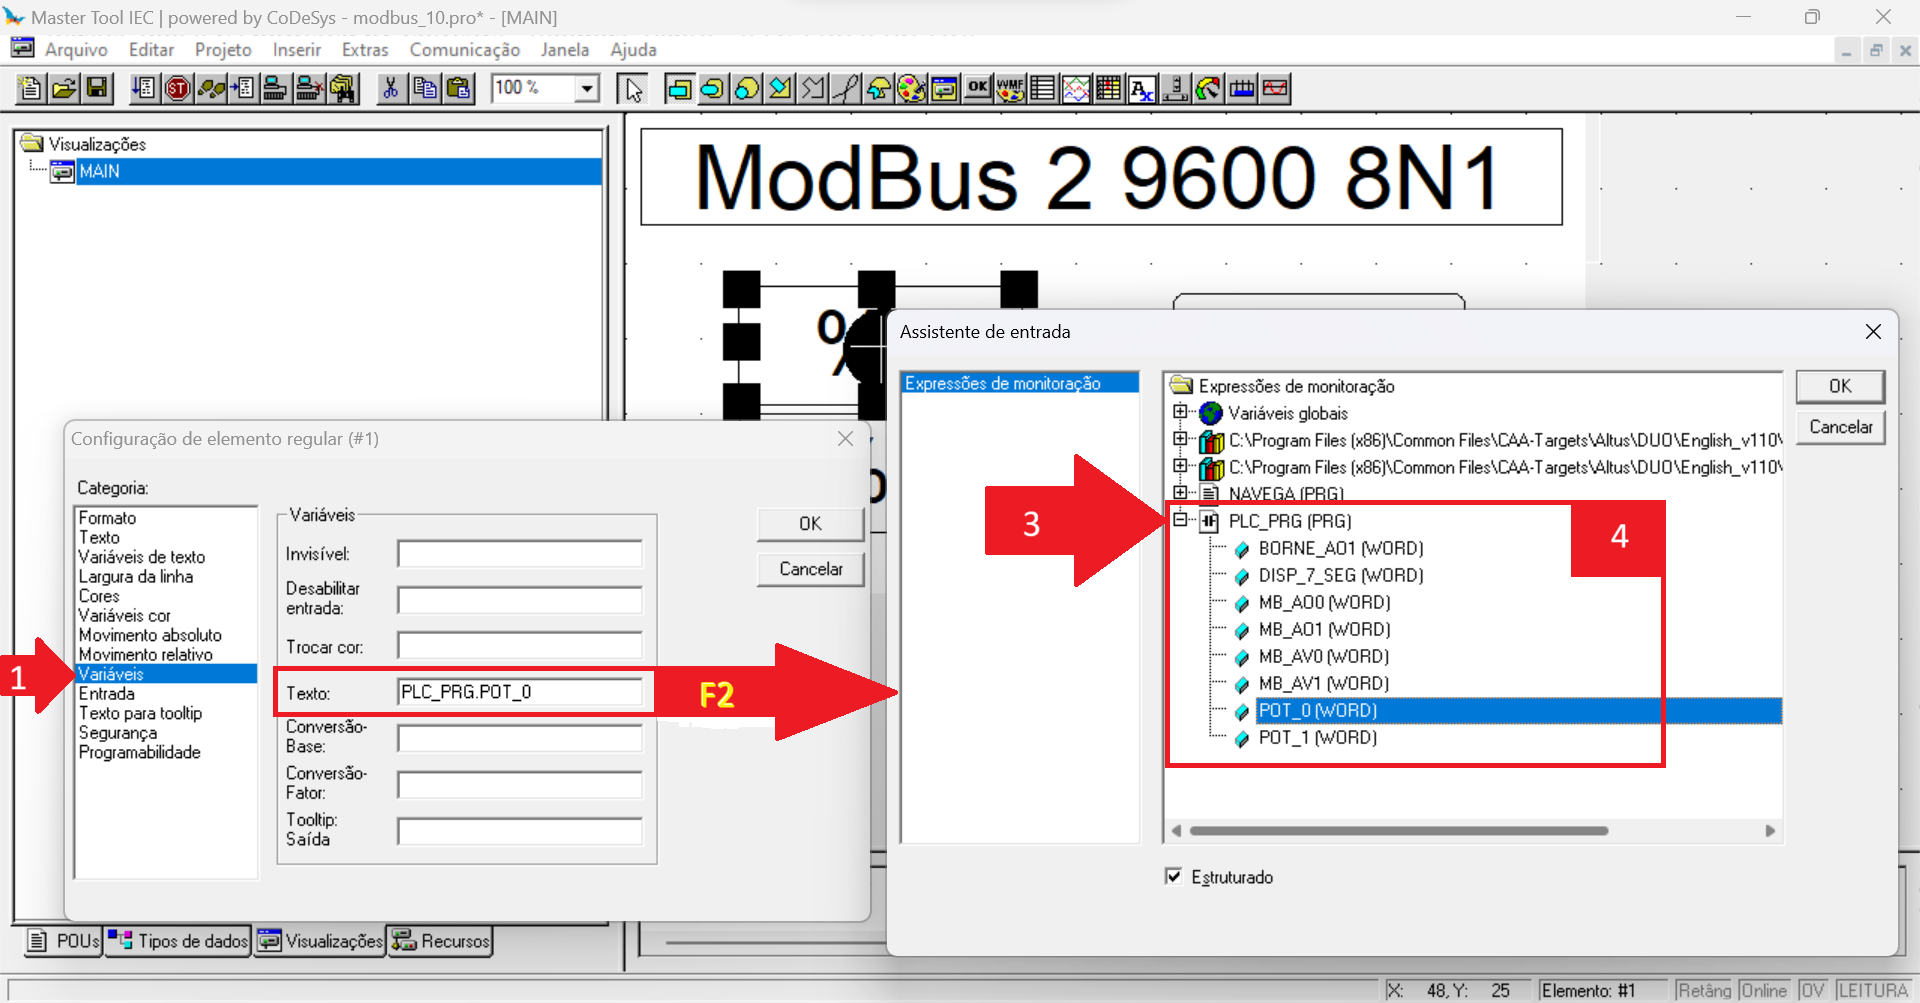 Master Tool IEC | powered by CoDeSys - modbus_10.pro* - [MAIN]
Arquivo Editar Projeto Inserir Extras Comunicação Janela Ajuda
100 %
OK
WMF
Visualizações
MAIN
ModBus 2 9600 8N1
%
Configuração de elemento regular (#1)
Categoria:
Formato
Texto
Variáveis de texto
Largura da linha
Cores
Variáveis cor
Movimento absoluto
Movimento relativo
Variáveis
Entrada
Texto para tooltip
Segurança
Programabilidade
Variáveis
Invisível:
Desabilitar
entrada:
Trocar cor:
Texto: PLC_PRG.POT_0
Conversão-
Base:
Conversão-
Fator:
Tooltip:
Saída
OK
Cancelar
1
F2
Assistente de entrada
Expressões de monitoração
Expressões de monitoração
Variáveis globais
C:\Program Files (x86)\Common Files\CAA-Targets\Altus\DUO\English_v110\
C:\Program Files (x86)\Common Files\CAA-Targets\Altus\DUO\English_v110\
NAVEGA (PRG)
PLC_PRG (PRG)
BORNE_AO1 (WORD)
DISP_7_SEG (WORD)
MB_AO0 (WORD)
MB_AO1 (WORD)
MB_AV0 (WORD)
MB_AV1 (WORD)
POT_0 (WORD)
POT_1 (WORD)
3
4
OK
Cancelar
Estruturado
POUs Tipos de dados Visualizações Recursos
X: 48, Y: 25 Elemento: #1 Retâng Online OV LEITURA